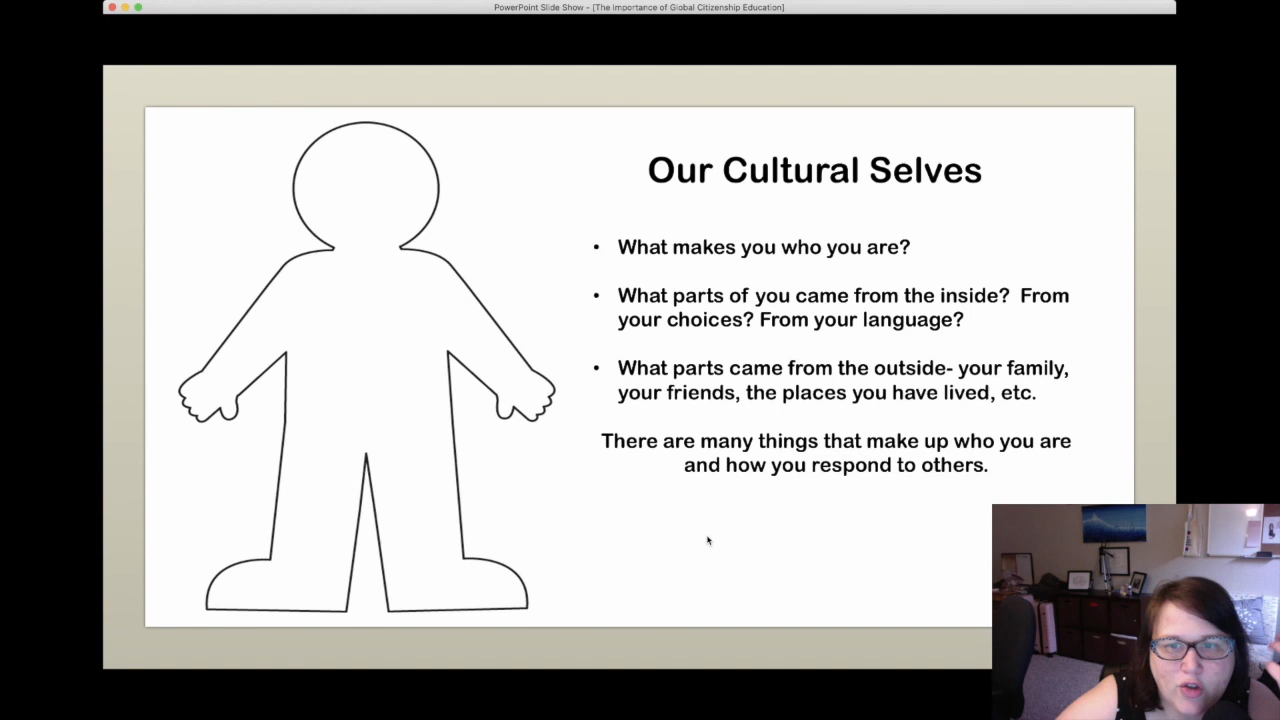 PowerPoint Slide Show - [The Importance of Global Citizenship Education]
Our Cultural Selves
• What makes you who you are?
• What parts of you came from the inside?  From
your choices? From your language?
• What parts came from the outside- your family,
your friends, the places you have lived, etc.
There are many things that make up who you are
and how you respond to others.